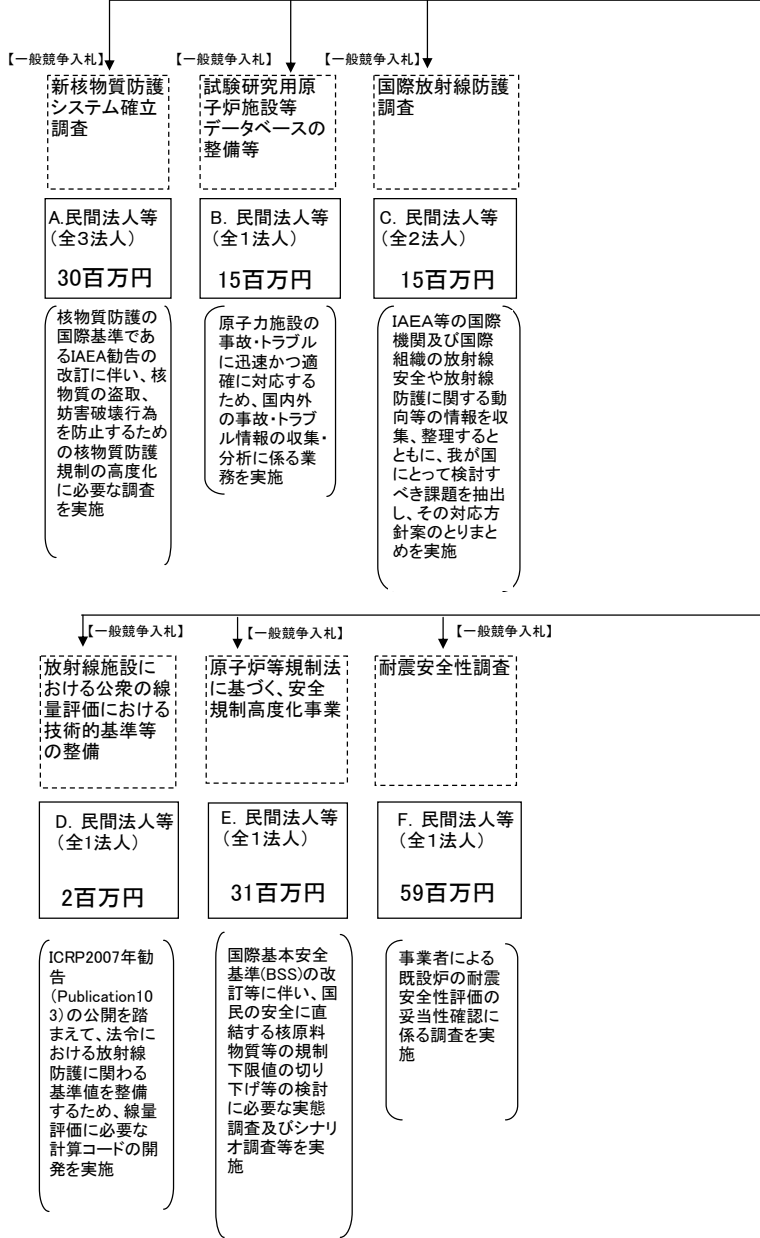 【一般競争入札】
新核物質防護
システム確立
調査
A.民間法人等
(全3法人)
30百万円
核物質防護の
国際基準であ
るIAEA勧告の
改訂に伴い、核
物質の盗取、
妨害破壊行為
を防止するため
の核物質防護
規制の高度化
に必要な調査
を実施
【一般競争入札】
試験研究用原
子炉施設等
データベースの
整備等
B. 民間法人等
(全1法人)
15百万円
原子力施設の
事故・トラブル
に迅速かつ適
確に対応する
ため、国内外
の事故・トラブ
ル情報の収集・
分析に係る業
務を実施
【一般競争入札】
国際放射線防護
調査
C. 民間法人等
(全2法人)
15百万円
IAEA等の国際
機関及び国際
組織の放射線
安全や放射線
防護に関する動
向等の情報を収
集、整理すると
ともに、我が国
にとって検討す
べき課題を抽出
し、その対応方
針案のとりまと
めを実施
【一般競争入札】
放射線施設に
おける公衆の線
量評価における
技術的基準等
の整備
D. 民間法人等
(全1法人)
2百万円
ICRP2007年勧
告
(Publication10
3)の公開を踏
まえて、法令に
おける放射線
防護に関わる
基準値を整備
するため、線量
評価に必要な
計算コードの開
発を実施
【一般競争入札】
原子炉等規制法
に基づく、安全
規制高度化事業
E. 民間法人等
(全1法人)
31百万円
国際基本安全
基準(BSS)の改
訂等に伴い、国
民の安全に直
結する核原料
物質等の規制
下限値の切り
下げ等の検討
に必要な実態
調査及びシナリ
オ調査等を実
施
【一般競争入札】
耐震安全性調査
F. 民間法人等
(全1法人)
59百万円
事業者による
既設炉の耐震
安全性評価の
妥当性確認に
係る調査を実
施